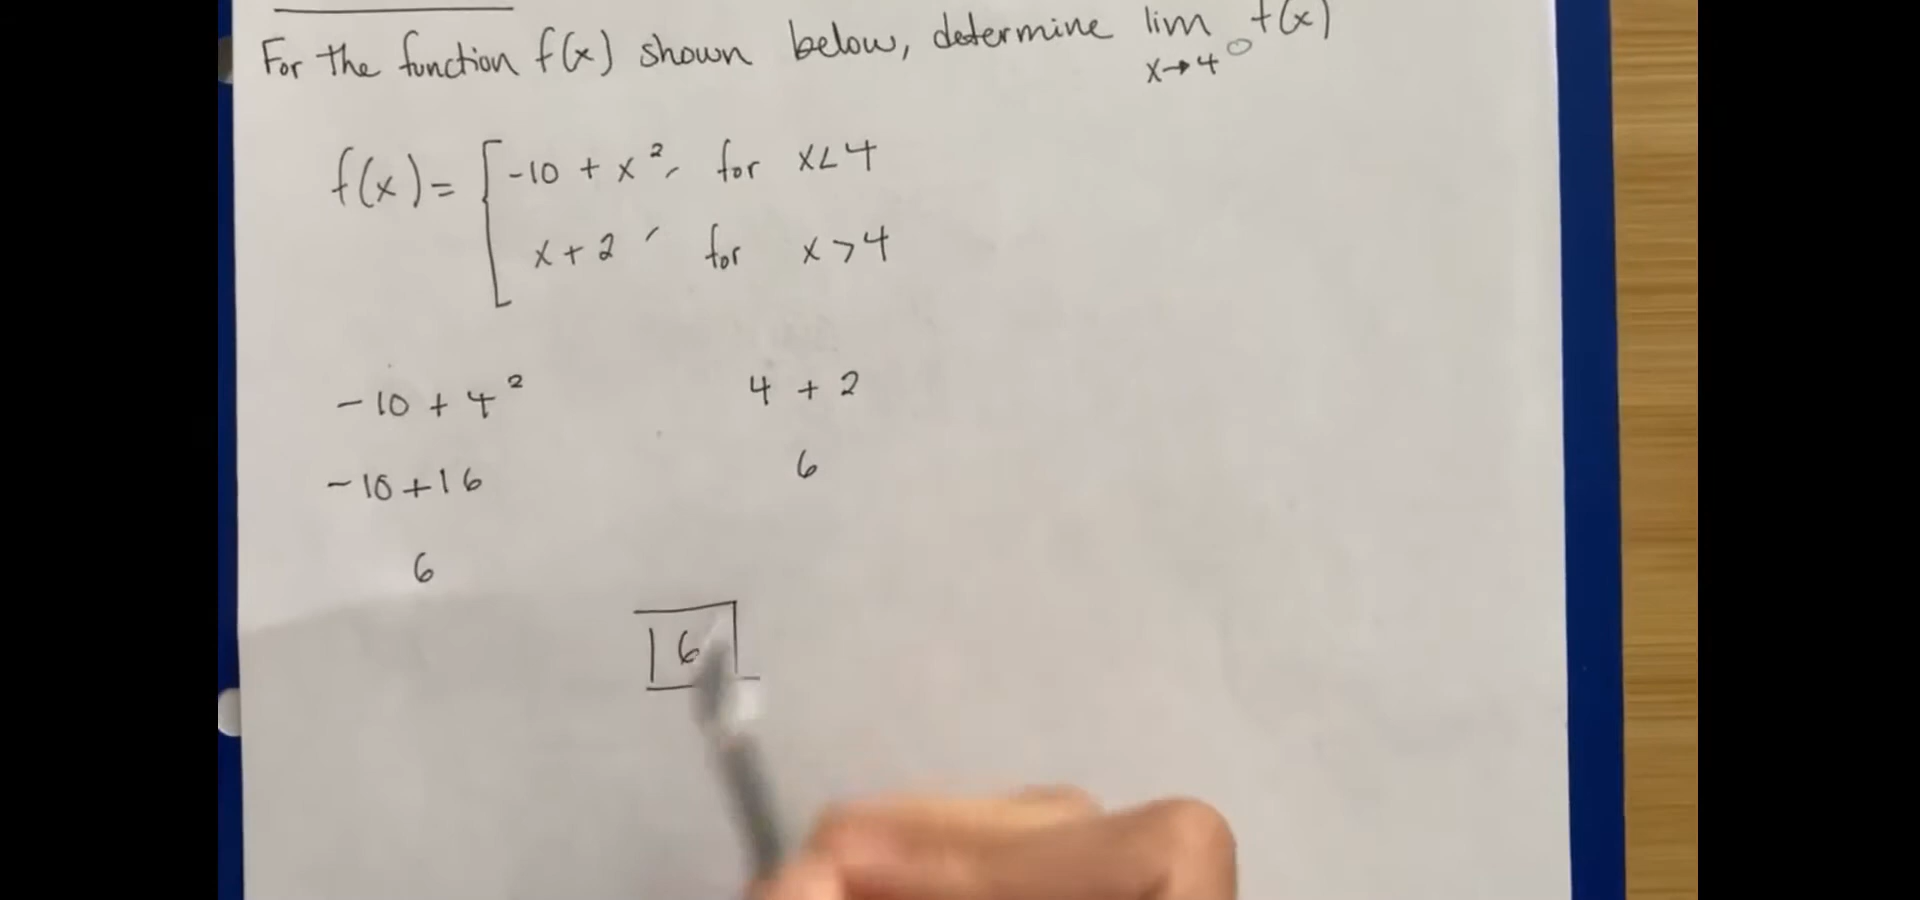 For the function f(x) shown below, determine lim f(x)
x→4
f(x) = [ -10 + x², for x<4
x+2, for x>4
-10 + 4² 4 + 2
-10+16 6
6
6